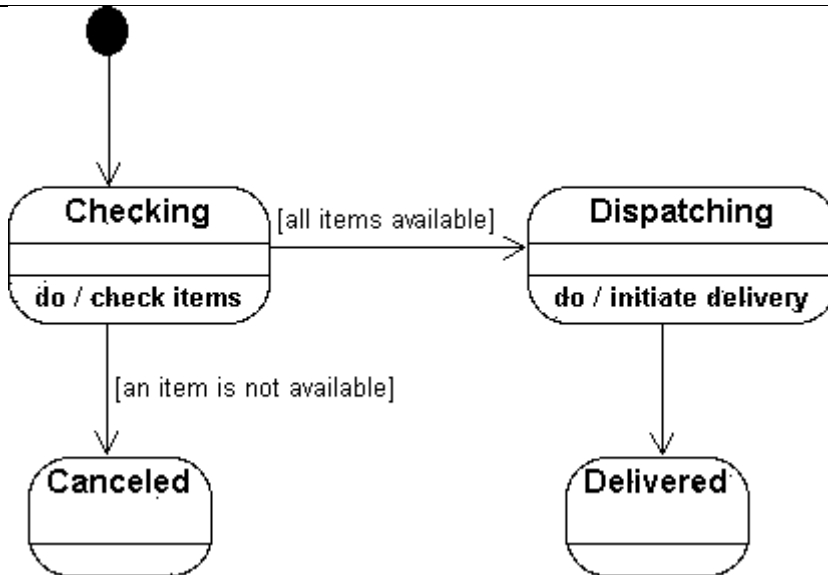 Checking
[all items available]
Dispatching
do / check items
do / initiate delivery
[an item is not available]
Canceled
Delivered